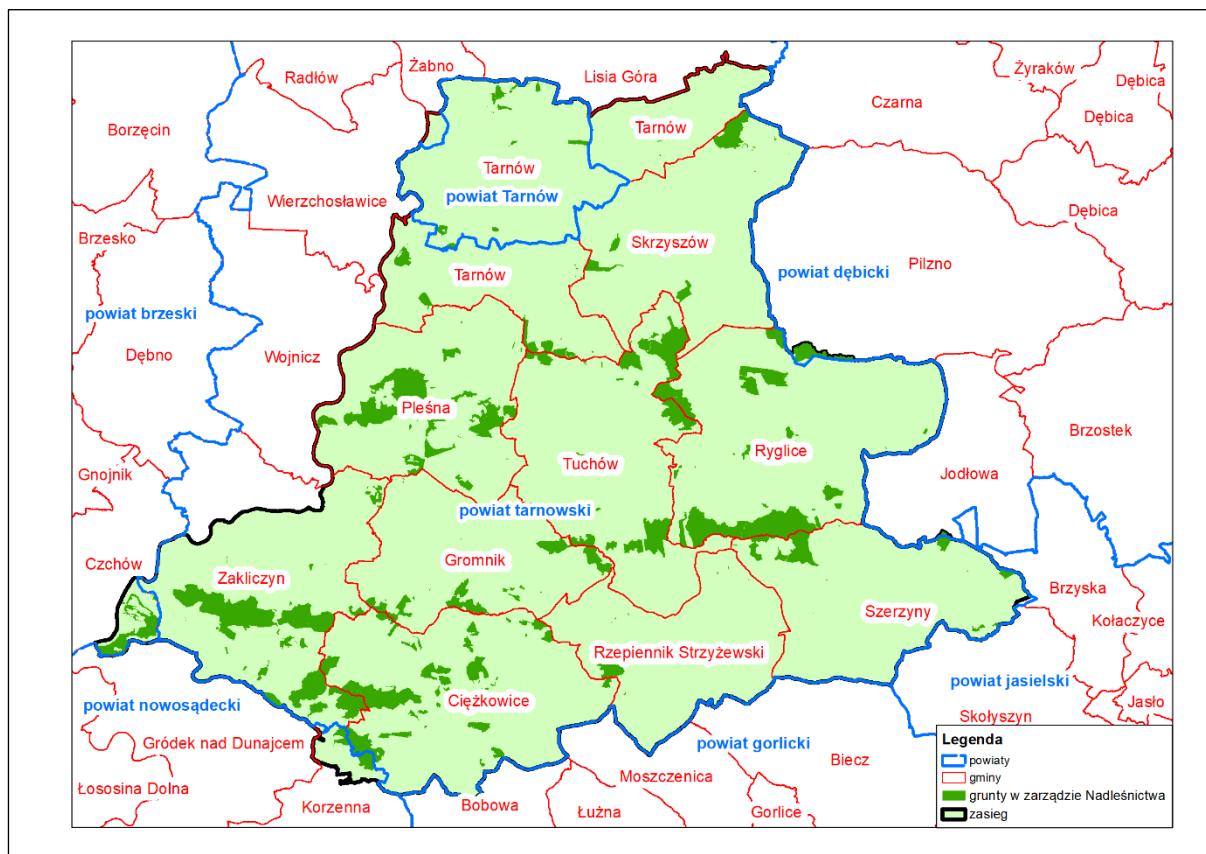 Żabno
Lisia Góra
Radłów
Żyraków
Dębica
Czarna
Dębica
Borzęcin
Tarnów
Tarnów
powiat Tarnów
Wierzchosławice
Dębica
Brzesko
Skrzyszów
Pilzno
Tarnów
powiat dębicki
powiat brzeski
Dębno
Wojnicz
Pleśna
Brzostek
Ryglice
Tuchów
Gnojnik
Jodłowa
powiat tarnowski
Czchów
Gromnik
Zakliczyn
Brzyska
Szerzyny
Kołaczyce
Rzepiennik Strzyżewski
powiat jasielski
Ciężkowice
Jasło
powiat nowosądecki
Skołyszyn
Gródek nad Dunajcem
powiat gorlicki
Biecz
Moszczenica
Łososina Dolna
Korzenna
Bobowa
Łużna
Gorlice
Legenda
powiaty
gminy
grunty w zarządzie Nadleśnictwa
zasieg